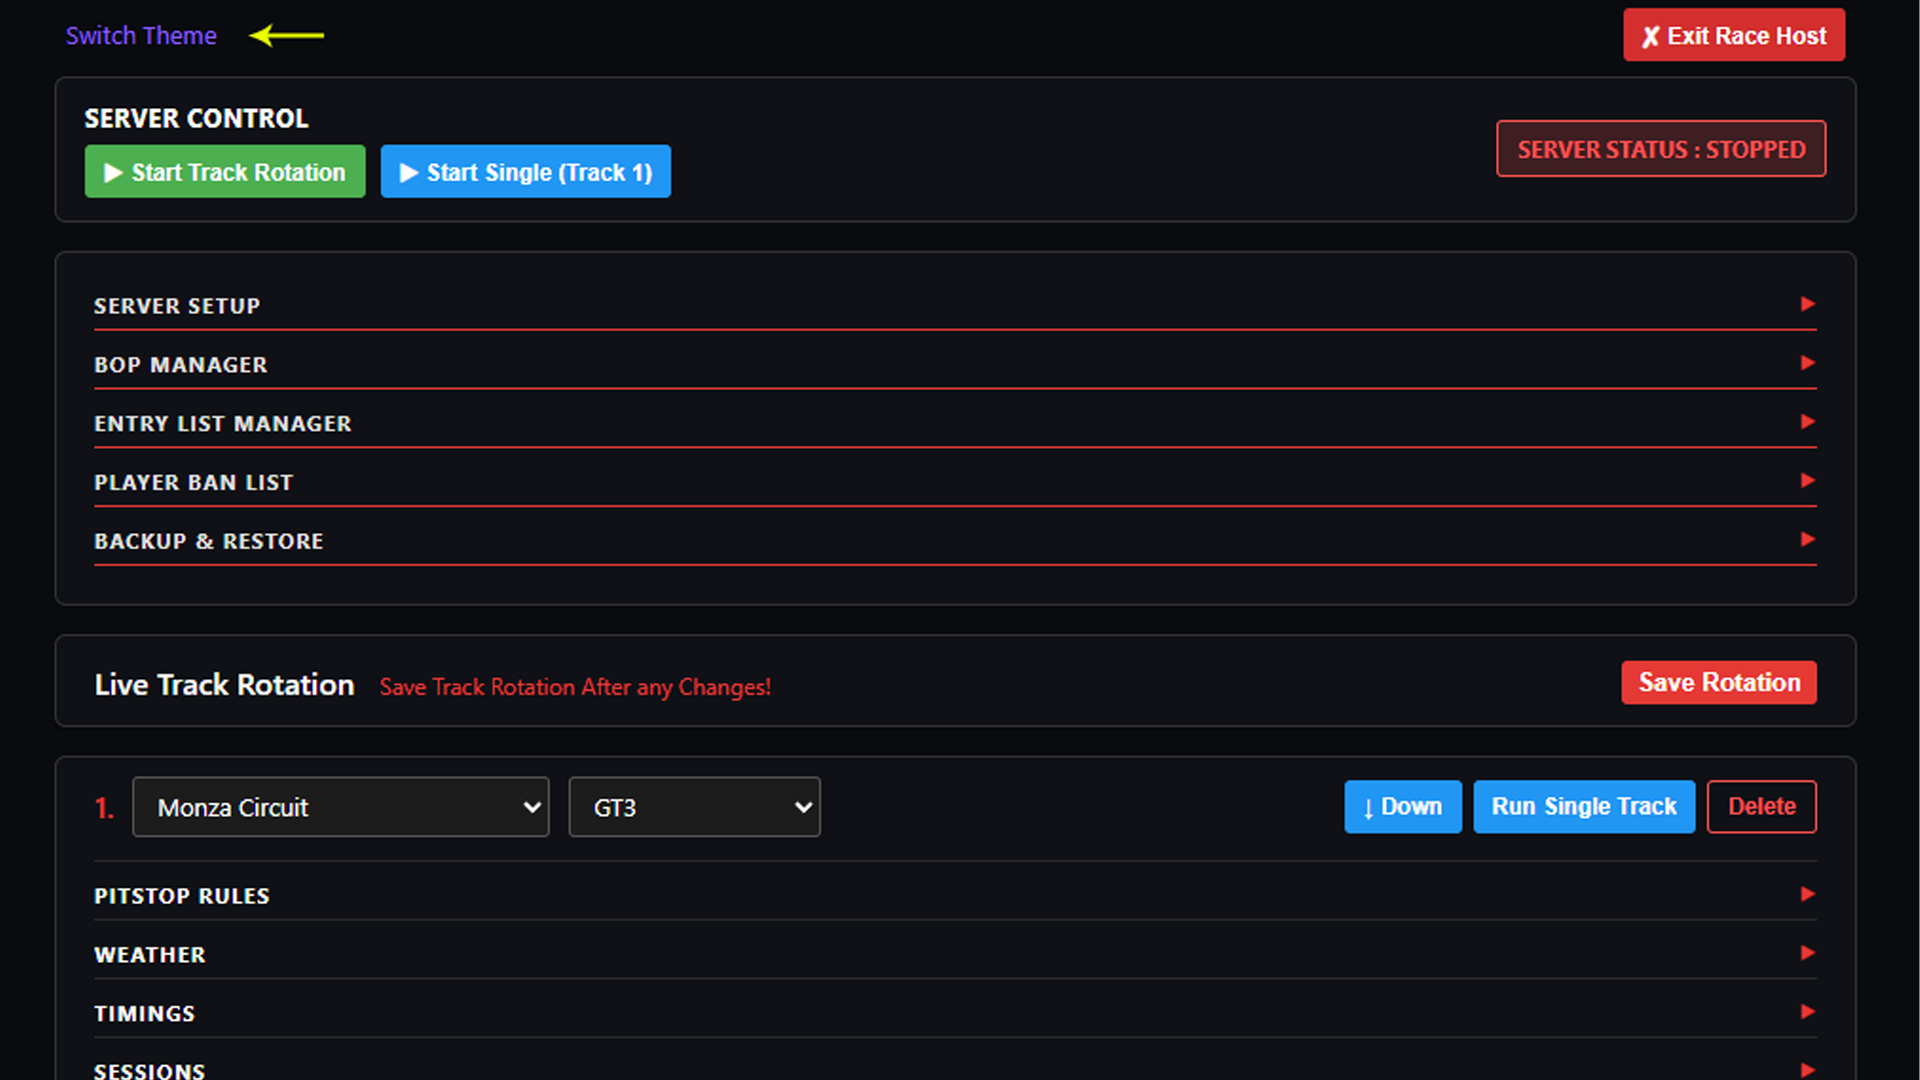 Switch Theme
✘ Exit Race Host
SERVER CONTROL
▶ Start Track Rotation
▶ Start Single (Track 1)
SERVER STATUS : STOPPED
SERVER SETUP
BOP MANAGER
ENTRY LIST MANAGER
PLAYER BAN LIST
BACKUP & RESTORE
Live Track Rotation
Save Track Rotation After any Changes!
Save Rotation
1.
Monza Circuit
GT3
↓ Down
Run Single Track
Delete
PITSTOP RULES
WEATHER
TIMINGS
SESSIONS